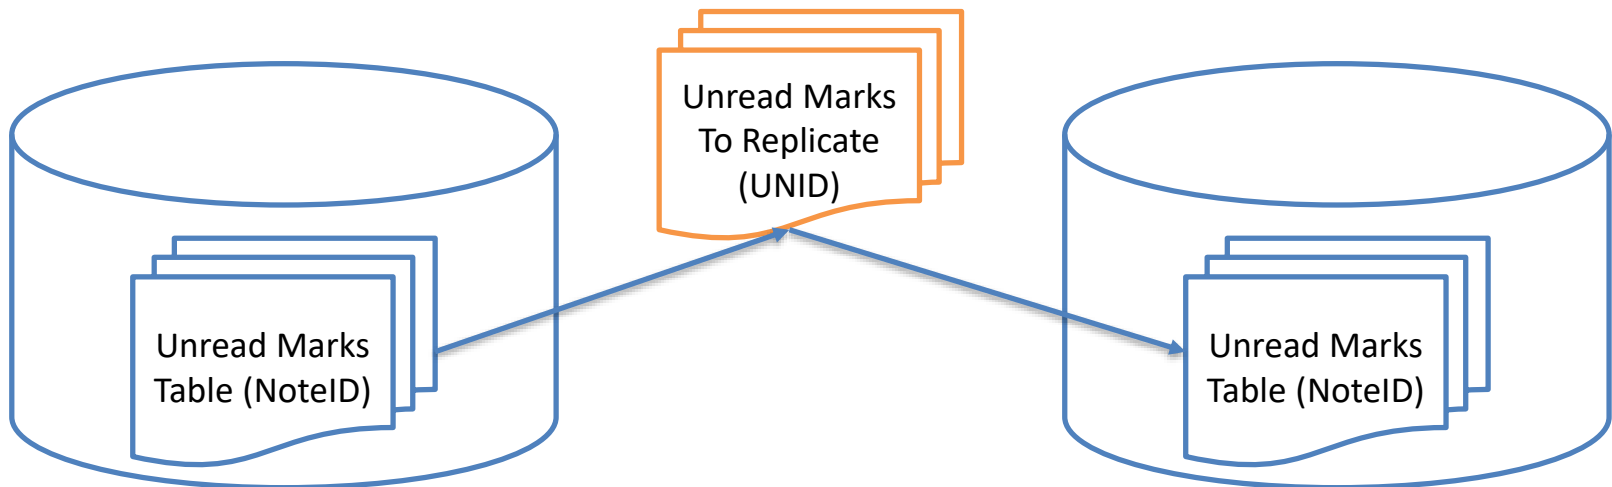 Unread Marks
To Replicate
(UNID)
Unread Marks
Table (NoteID)
Unread Marks
Table (NoteID)